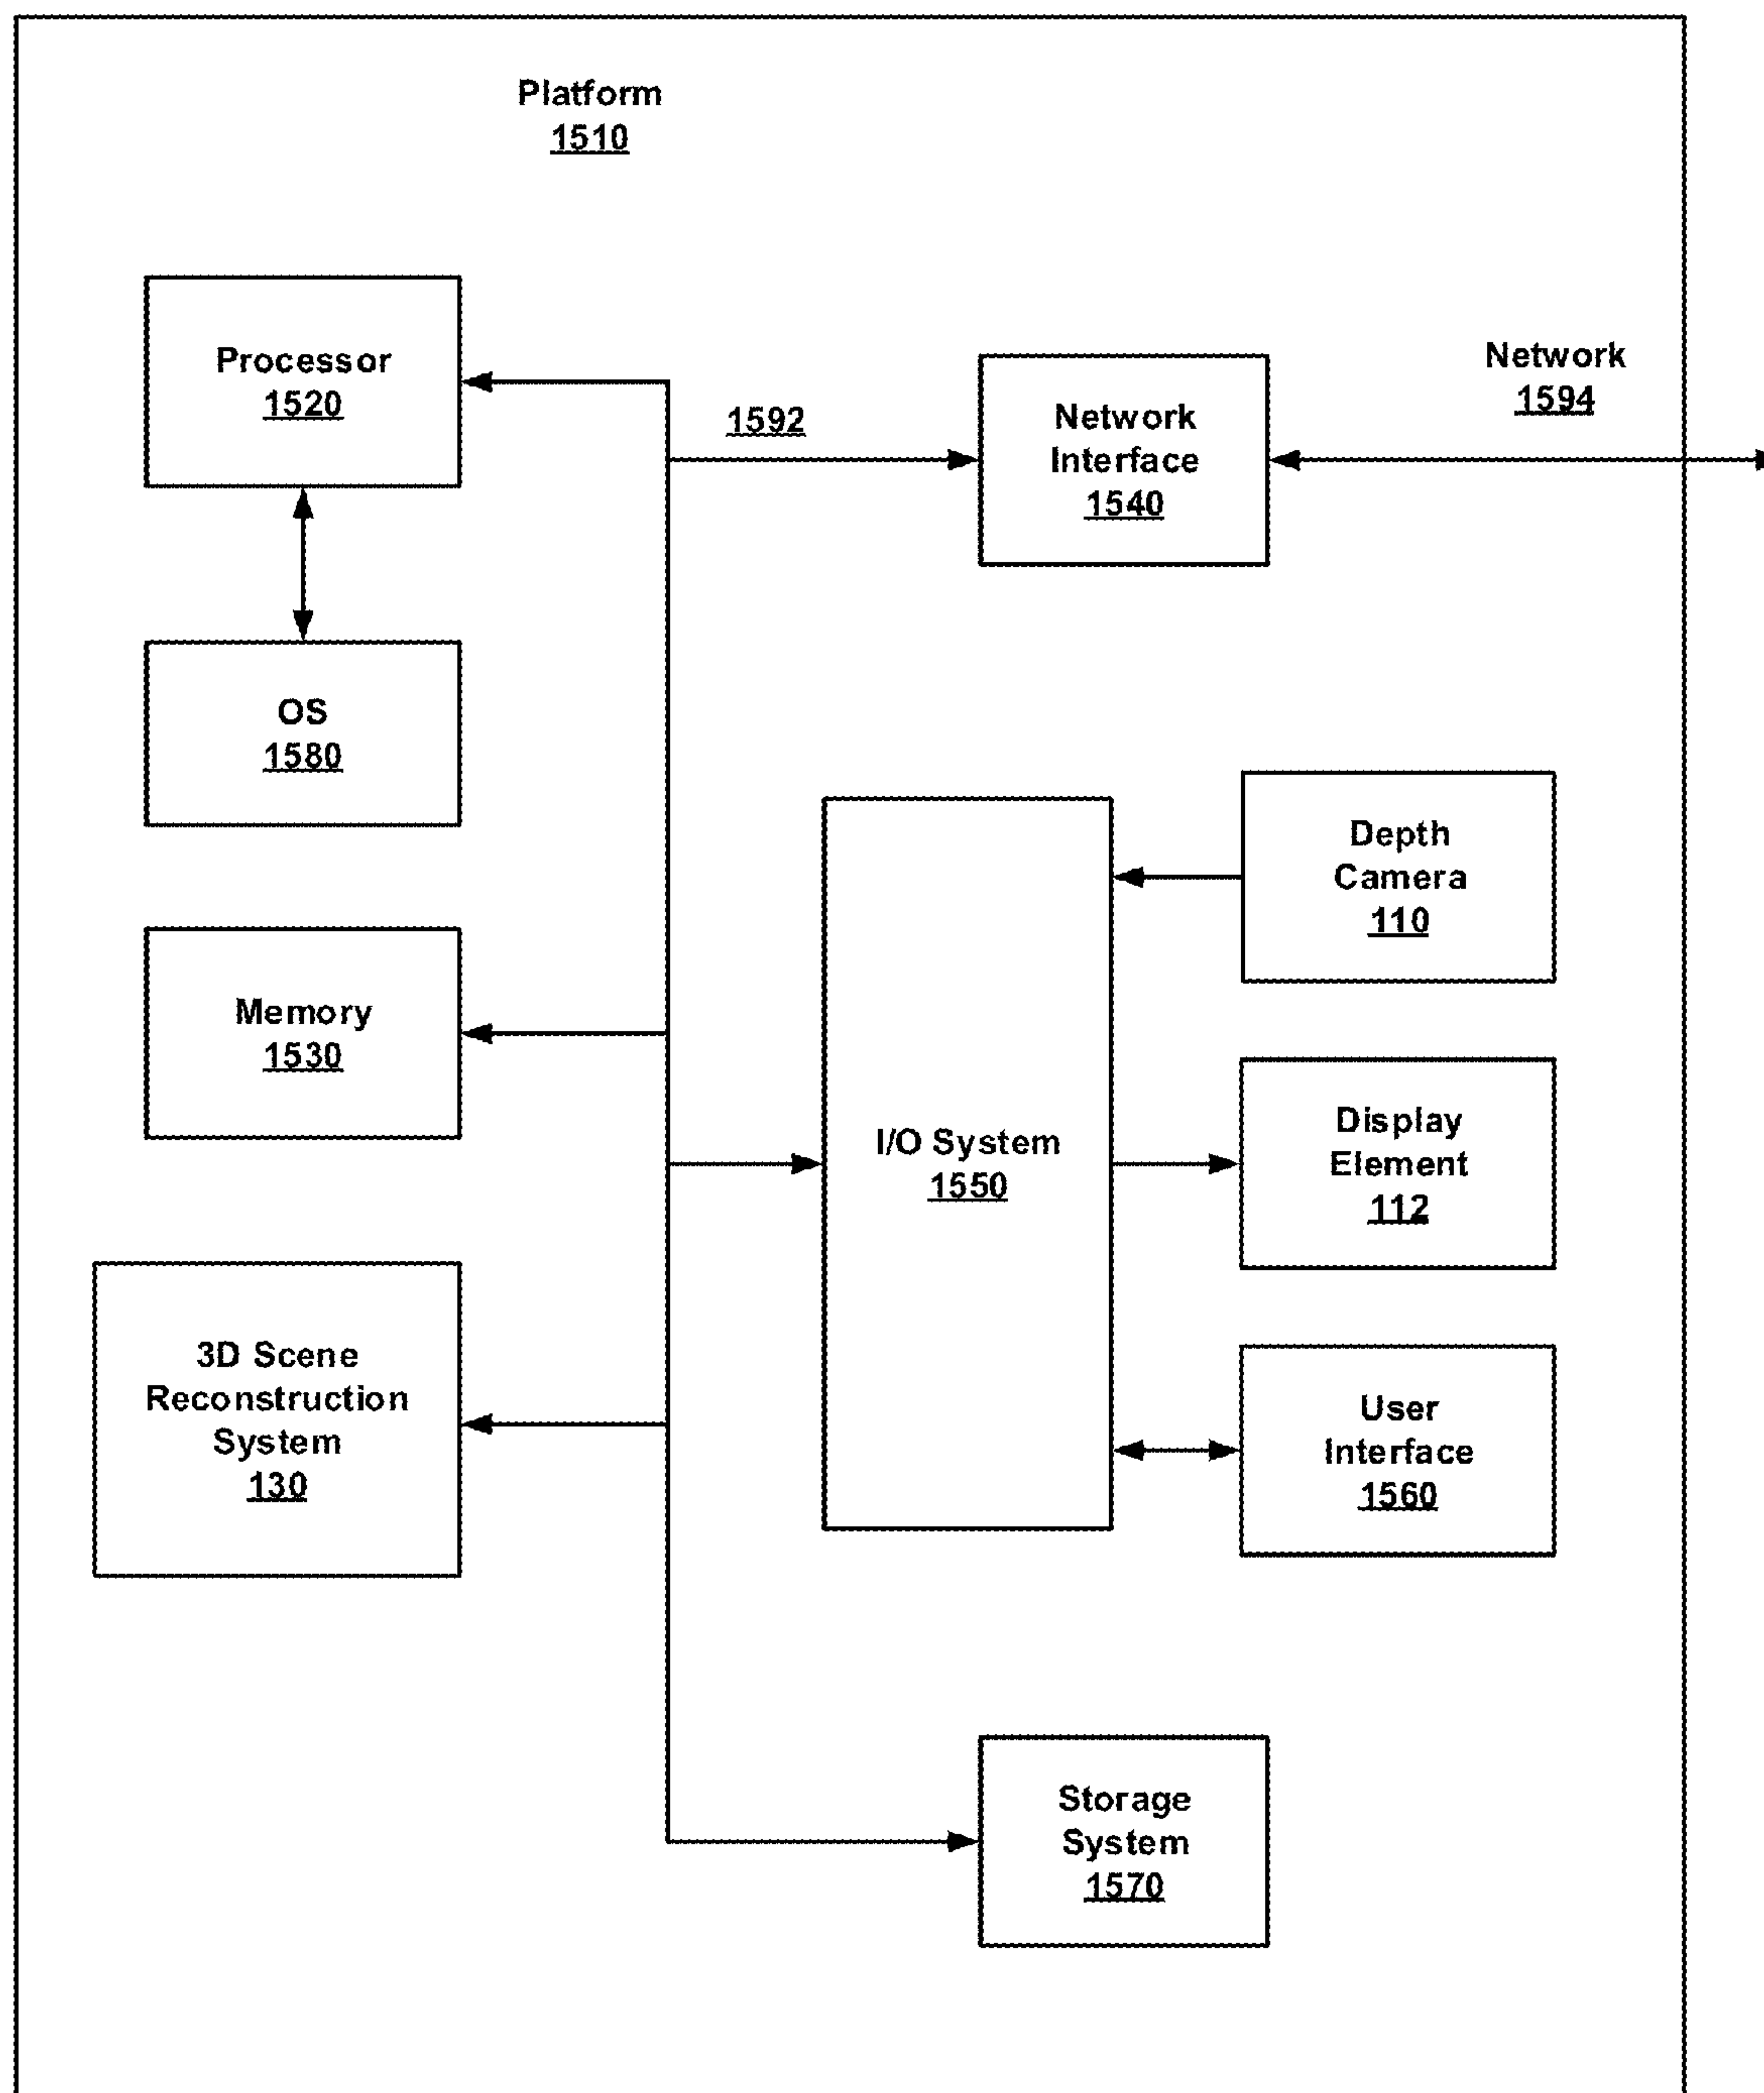 Platform
1510
Processor
1520
1592
Network
Interface
1540
Network
1594
OS
1580
Depth
Camera
110
Memory
1530
I/O System
1550
Display
Element
112
3D Scene
Reconstruction
System
130
User
Interface
1560
Storage
System
1570